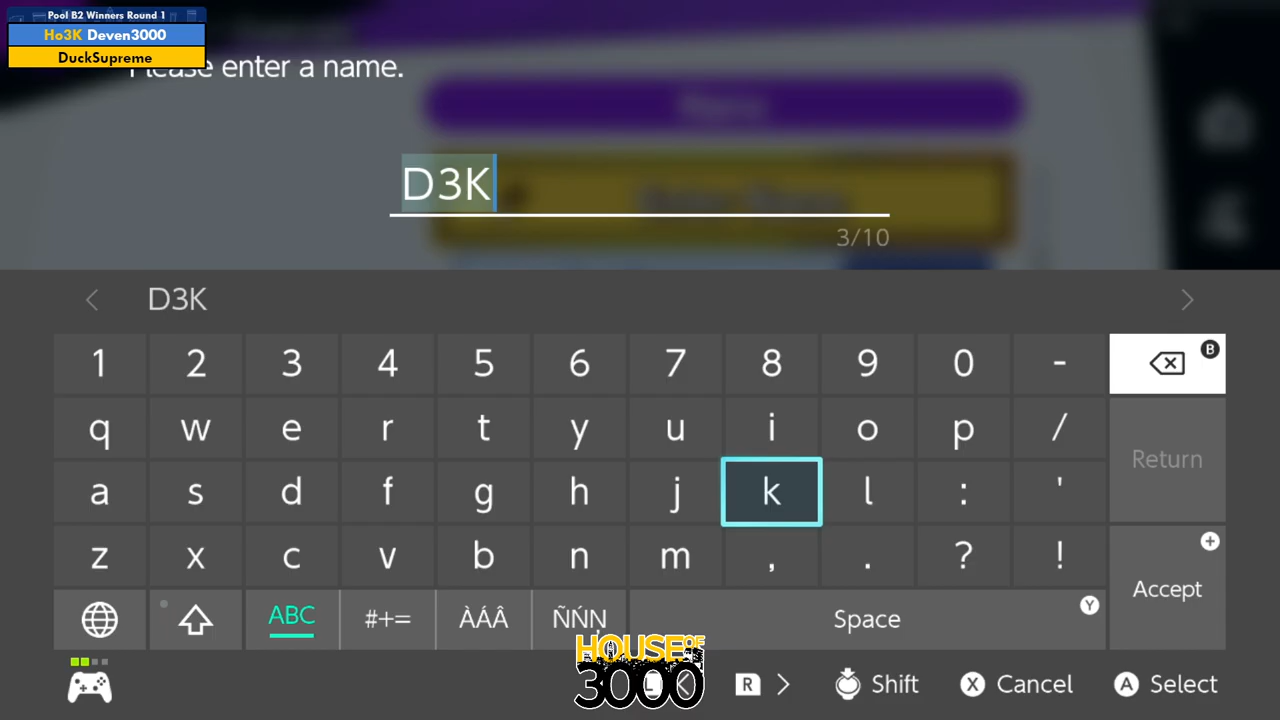 Pool B2 Winners Round 1
Ho3K Deven3000
DuckSupreme
Please enter a name.
D3K
3/10
D3K
1 2 3 4 5 6 7 8 9 0 - B
q w e r t y u i o p /
Return
a s d f g h j k l : '
z x c v b n m , . ? !
+
Accept
ABC #+= ÀÁÂ ÑŃŅ Space Y
HOUSE OF
3000
L R Shift X Cancel A Select